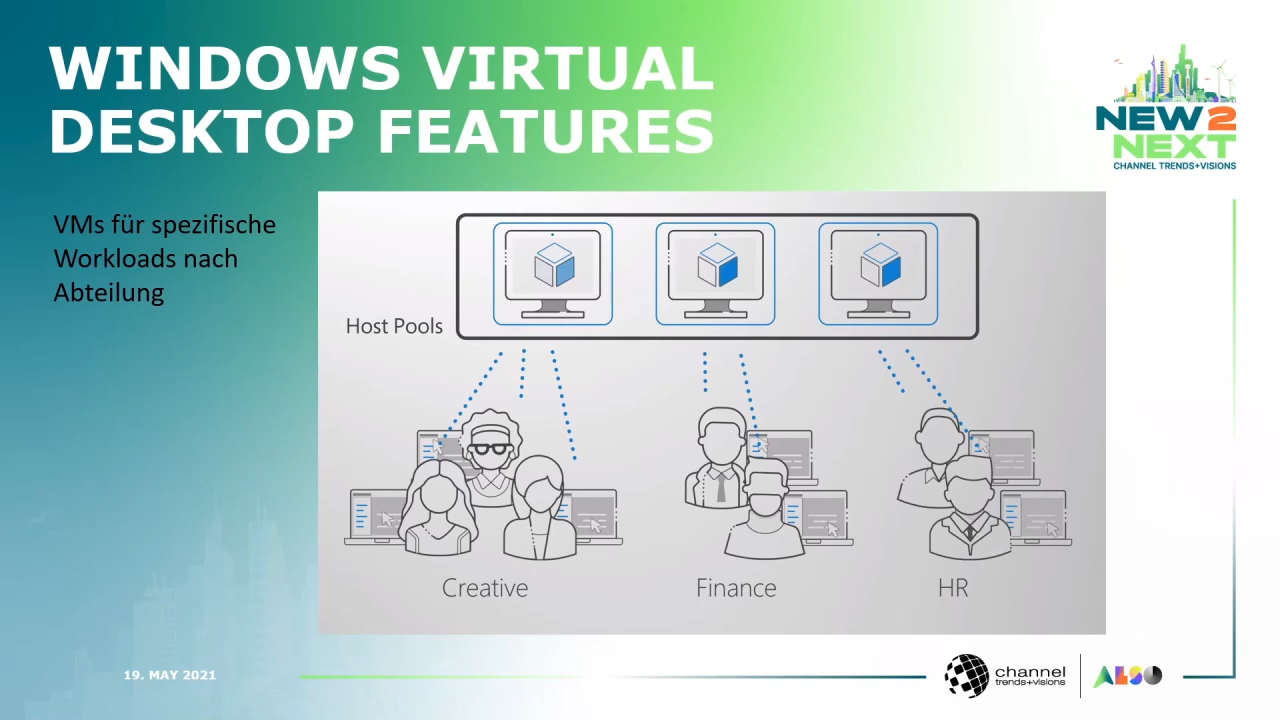 WINDOWS VIRTUAL
DESKTOP FEATURES
NEW2
NEXT
CHANNEL TRENDS+VISIONS
VMs für spezifische
Workloads nach
Abteilung
Host Pools
Creative
Finance
HR
19. MAY 2021
channel
trends+visions
ALSO